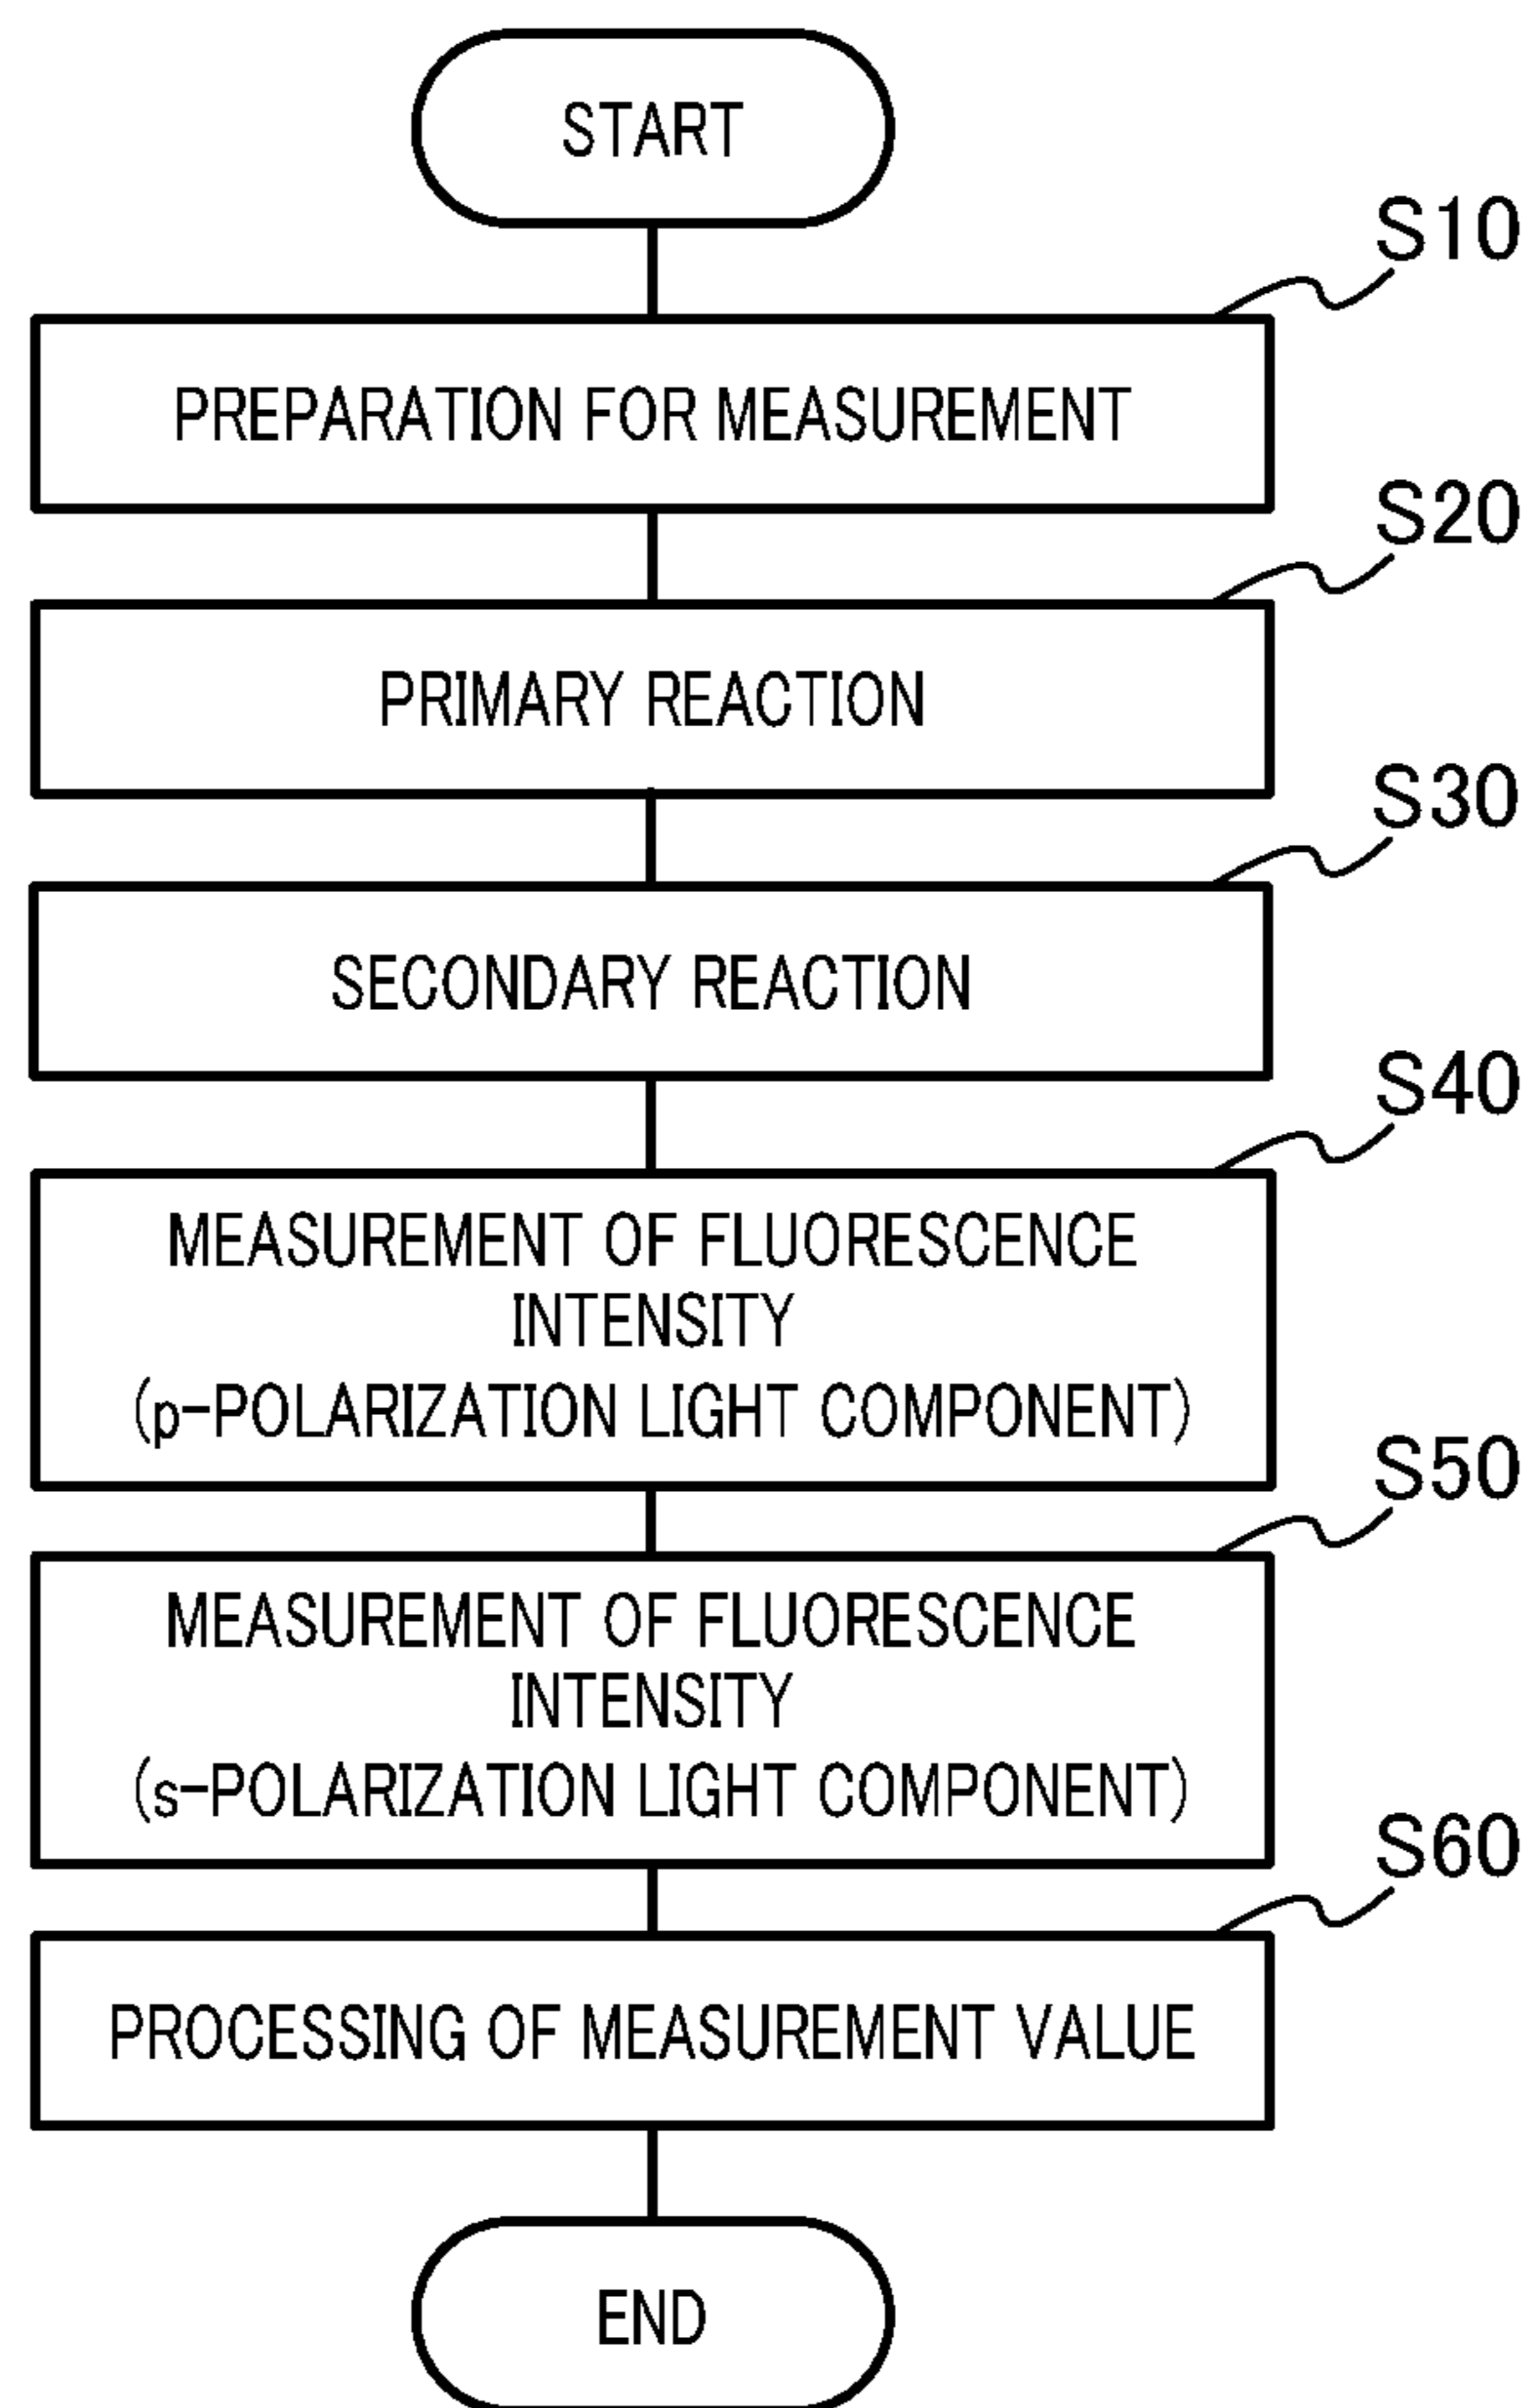 START
S10
PREPARATION FOR MEASUREMENT
S20
PRIMARY REACTION
S30
SECONDARY REACTION
S40
MEASUREMENT OF FLUORESCENCE
INTENSITY
(p-POLARIZATION LIGHT COMPONENT)
S50
MEASUREMENT OF FLUORESCENCE
INTENSITY
(s-POLARIZATION LIGHT COMPONENT)
S60
PROCESSING OF MEASUREMENT VALUE
END